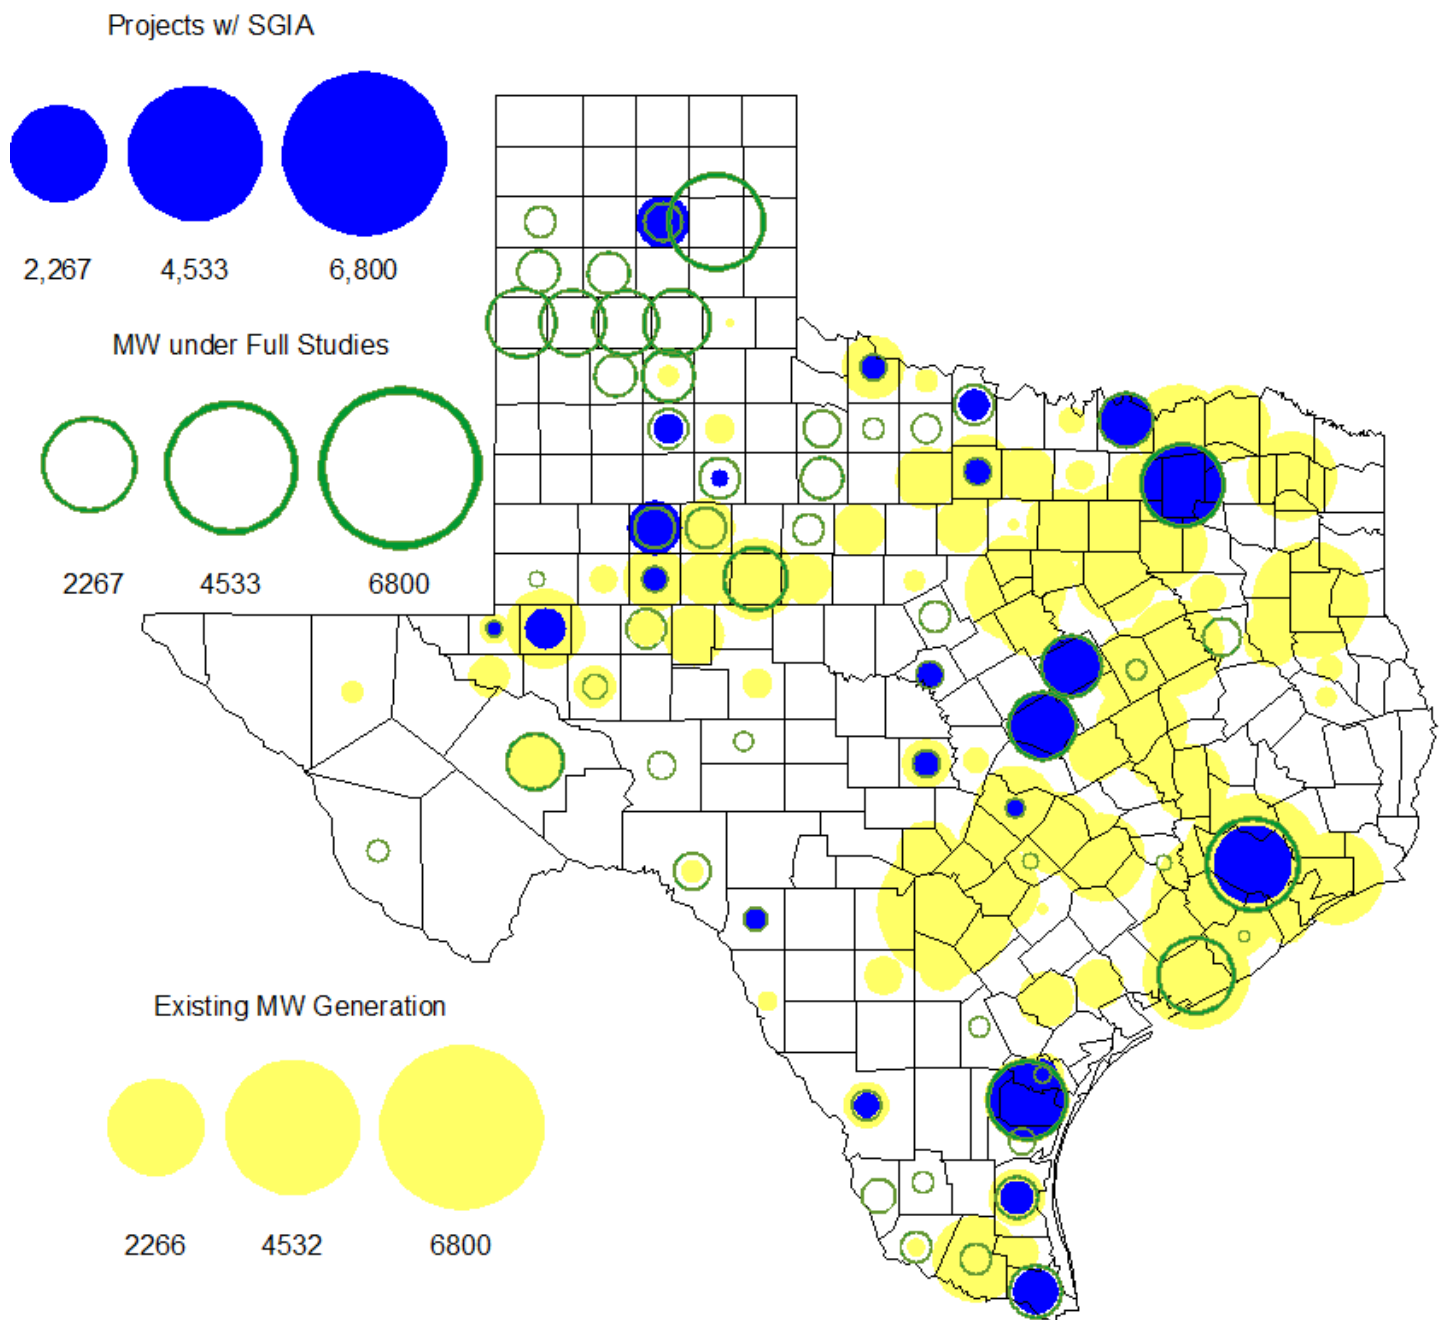 Projects w/ SGIA
2,267 4,533 6,800
MW under Full Studies
2267 4533 6800
Existing MW Generation
2266 4532 6800